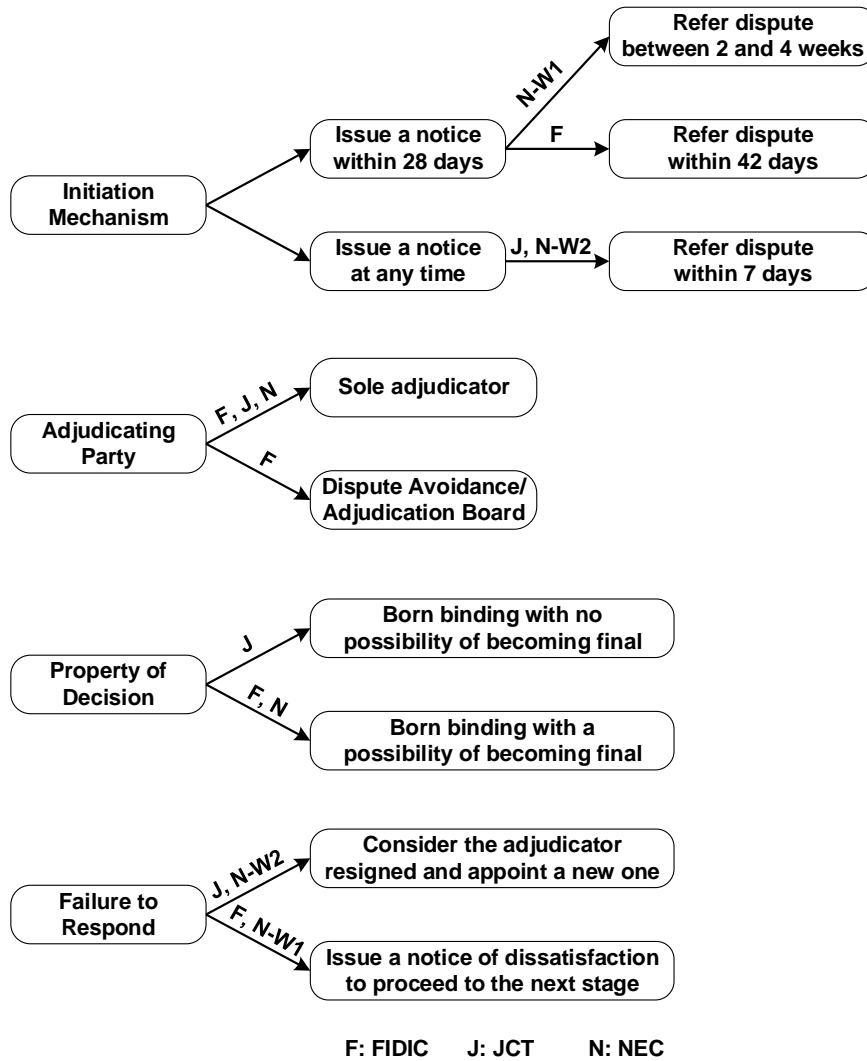 Refer dispute
between 2 and 4 weeks
N-W1
Issue a notice
within 28 days
F
Refer dispute
within 42 days
Initiation
Mechanism
Issue a notice
at any time
J, N-W2
Refer dispute
within 7 days
Adjudicating
Party
F, J, N
Sole adjudicator
F
Dispute Avoidance/
Adjudication Board
Property of
Decision
J
Born binding with no
possibility of becoming final
F, N
Born binding with a
possibility of becoming final
Failure to
Respond
J, N-W2
Consider the adjudicator
resigned and appoint a new one
F, N-W1
Issue a notice of dissatisfaction
to proceed to the next stage
F: FIDIC J: JCT N: NEC